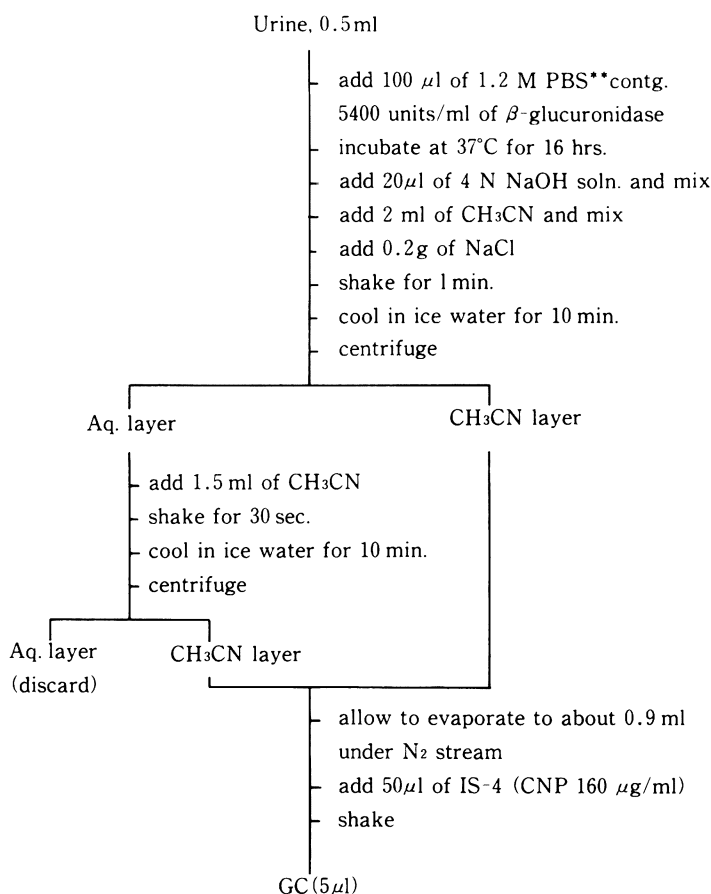 Urine, 0.5ml
add 100 μl of 1.2 M PBS**contg.
5400 units/ml of β-glucuronidase
incubate at 37°C for 16 hrs.
add 20μl of 4 N NaOH soln. and mix
add 2 ml of CH₃CN and mix
add 0.2g of NaCl
shake for 1 min.
cool in ice water for 10 min.
centrifuge
Aq. layer
CH₃CN layer
add 1.5 ml of CH₃CN
shake for 30 sec.
cool in ice water for 10 min.
centrifuge
Aq. layer
(discard)
CH₃CN layer
allow to evaporate to about 0.9 ml
under N₂ stream
add 50μl of IS-4 (CNP 160 μg/ml)
shake
GC(5μl)